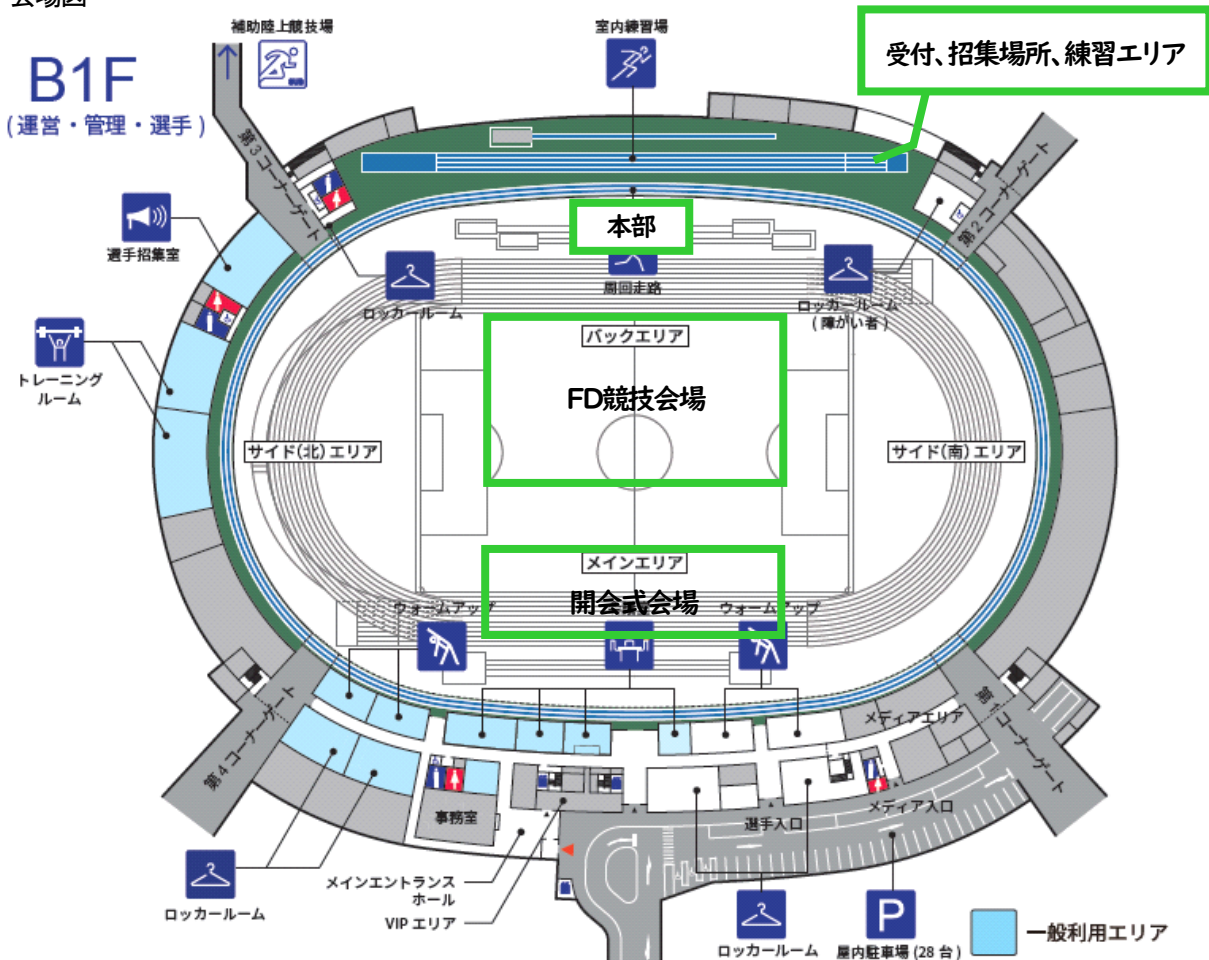 会場図
補助陸上競技場
室内練習場
受付、招集場所、練習エリア
B1F
(運営・管理・選手)
第3コーナーゲート
第2コーナーゲート
選手招集室
本部
周回走路
ロッカールーム
ロッカールーム
(障がい者)
トレーニング
ルーム
バックエリア
FD競技会場
サイド(北)エリア
サイド(南)エリア
メインエリア
開会式会場
ウォームアップ
ウォームアップ
第4コーナーゲート
第1コーナーゲート
メディアエリア
メディア入口
選手入口
事務室
メインエントランス
ホール
VIP エリア
ロッカールーム
ロッカールーム
P
屋内駐車場 (28 台)
一般利用エリア